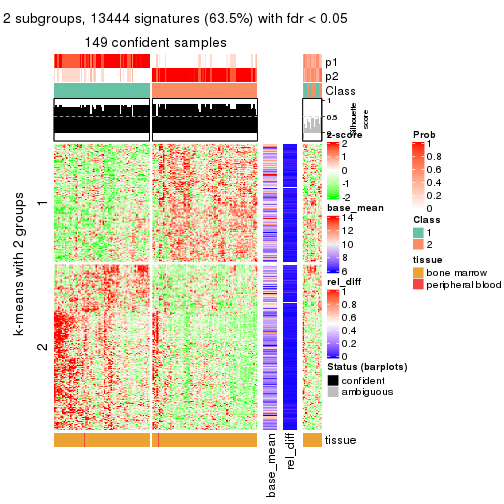 2 subgroups, 13444 signatures (63.5%) with fdr < 0.05
149 confident samples
p1
p2
Class
1
0.5
0
Silhouette
score
k-means with 2 groups
1
2
z-score
2
1
0
-1
-2
base_mean
14
12
10
8
6
rel_diff
1
0.8
0.6
0.4
0.2
0
Status (barplots)
confident
ambiguous
Prob
1
0.8
0.6
0.4
0.2
0
Class
1
2
tissue
bone marrow
peripheral blood
tissue
base_mean
rel_diff